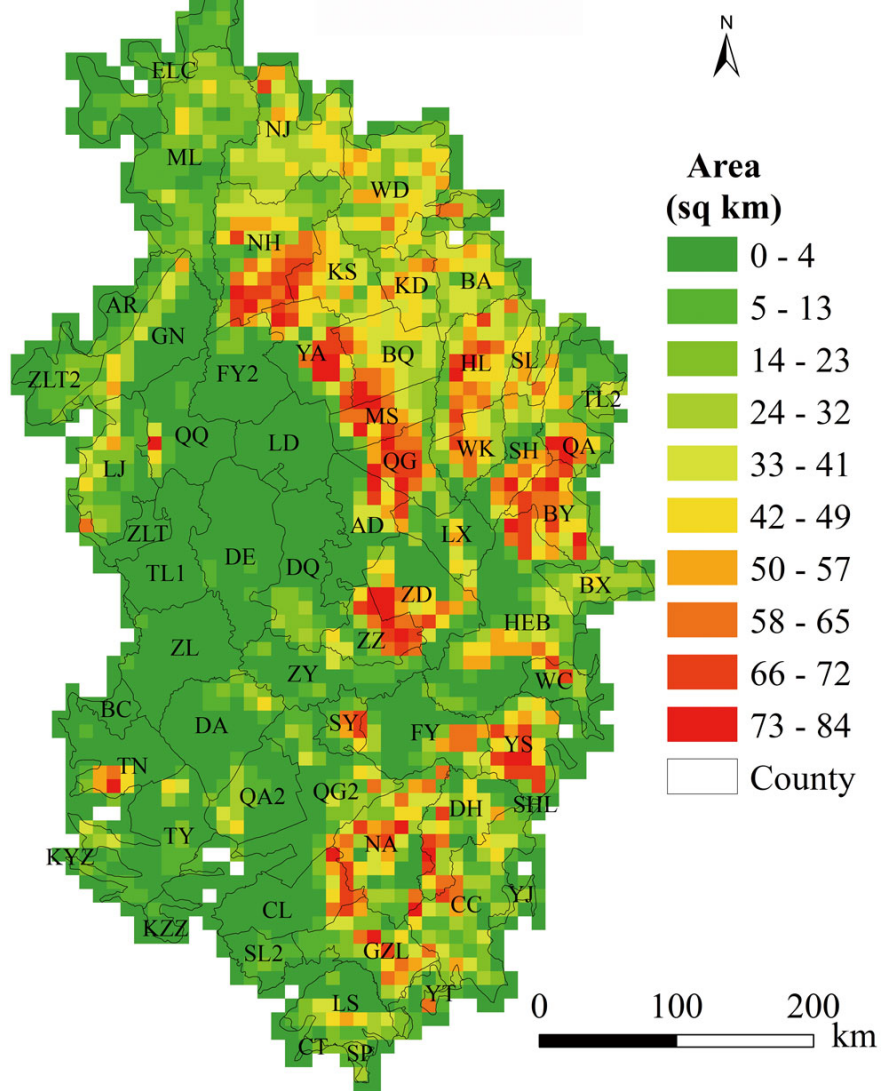 N
ELC
NJ
ML
WD
NH
KS
KD
BA
AR
GN
YA
BQ
HL
SL
ZLT2
FY2
TL2
MS
QQ
LD
LJ
QG
WK
SH
QA
BY
AD
LX
ZLT
DE
TL1
DQ
ZD
BX
HEB
ZZ
ZL
ZY
WC
BC
DA
SY
FY
YS
TN
QA2
QG2
DH
SHL
TY
NA
KYZ
YJ
CL
CC
KZZ
SL2
GZL
LS
YT
CT
SP
Area
(sq km)
0 - 4
5 - 13
14 - 23
24 - 32
33 - 41
42 - 49
50 - 57
58 - 65
66 - 72
73 - 84
County
0 100 200
km